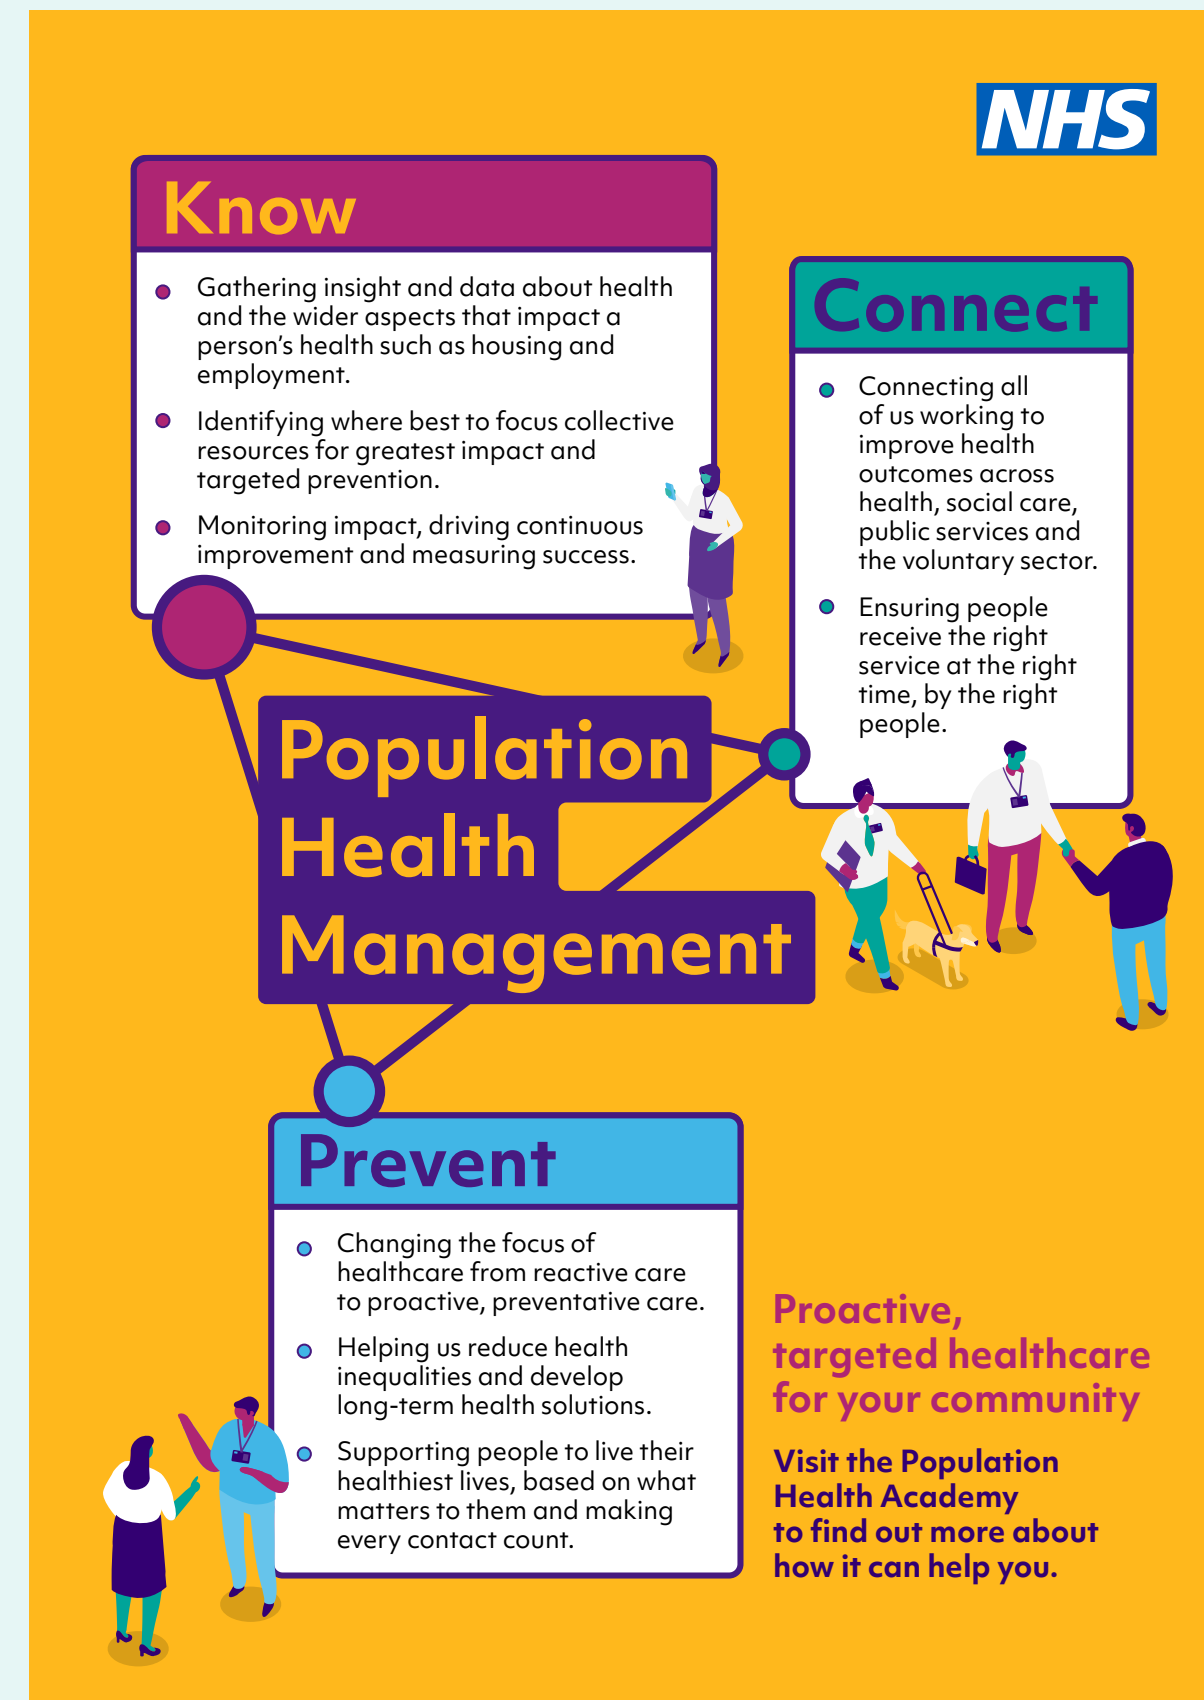 NHS
Know
Gathering insight and data about health
and the wider aspects that impact a
person's health such as housing and
employment.
Identifying where best to focus collective
resources for greatest impact and
targeted prevention.
Monitoring impact, driving continuous
improvement and measuring success.
Connect
Connecting all
of us working to
improve health
outcomes across
health, social care,
public services and
the voluntary sector.
Ensuring people
receive the right
service at the right
time, by the right
people.
Population
Health
Management
Prevent
Changing the focus of
healthcare from reactive care
to proactive, preventative care.
Helping us reduce health
inequalities and develop
long-term health solutions.
Supporting people to live their
healthiest lives, based on what
matters to them and making
every contact count.
Proactive,
targeted healthcare
for your community
Visit the Population
Health Academy
to find out more about
how it can help you.